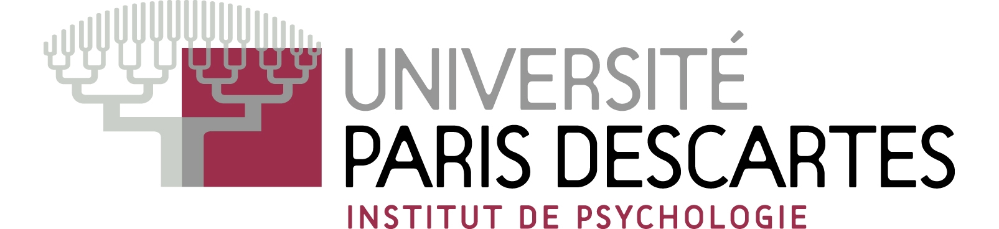 UNIVERSITÉ
PARIS DESCARTES
INSTITUT DE PSYCHOLOGIE